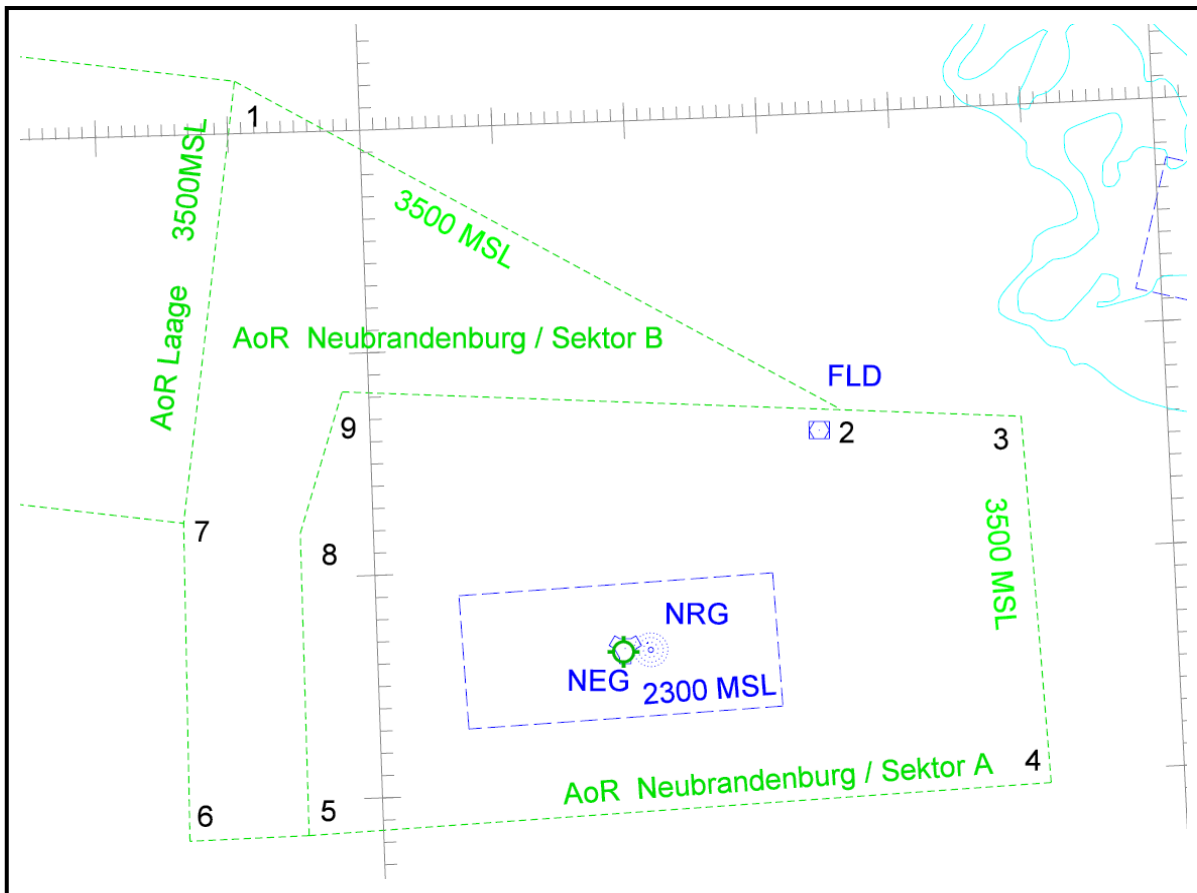 1
AoR Laage 3500MSL
3500 MSL
AoR Neubrandenburg / Sektor B
FLD
9
2
3
7
8
3500 MSL
NRG
NEG
2300 MSL
AoR Neubrandenburg / Sektor A
4
6
5